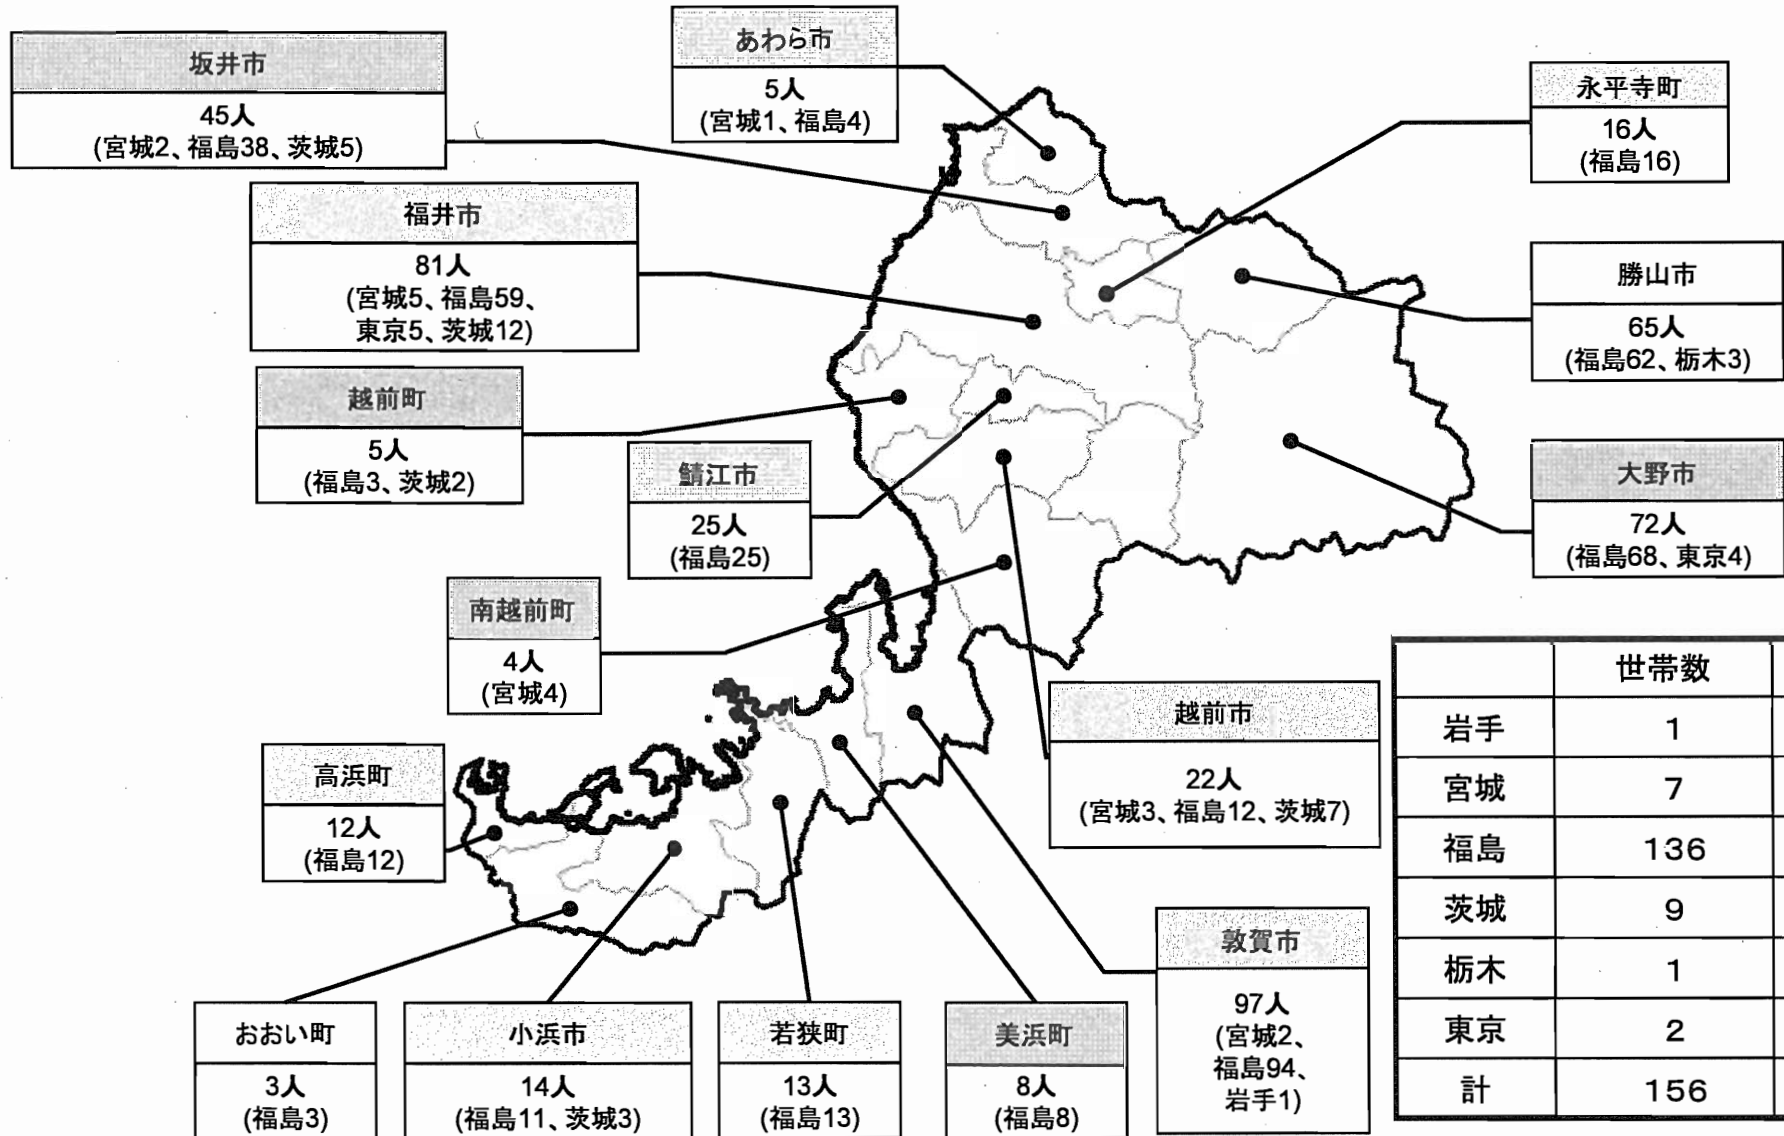 坂井市
45人
(宮城2、福島38、茨城5)
あわら市
5人
(宮城1、福島4)
永平寺町
16人
(福島16)
福井市
81人
(宮城5、福島59、
東京5、茨城12)
勝山市
65人
(福島62、栃木3)
越前町
5人
(福島3、茨城2)
鯖江市
25人
(福島25)
大野市
72人
(福島68、東京4)
南越前町
4人
(宮城4)
越前市
22人
(宮城3、福島12、茨城7)
高浜町
12人
(福島12)
敦賀市
97人
(宮城2、
福島94、
岩手1)
おおい町
3人
(福島3)
小浜市
14人
(福島11、茨城3)
若狭町
13人
(福島13)
美浜町
8人
(福島8)
世帯数
岩手 1
宮城 7
福島 136
茨城 9
栃木 1
東京 2
計 156